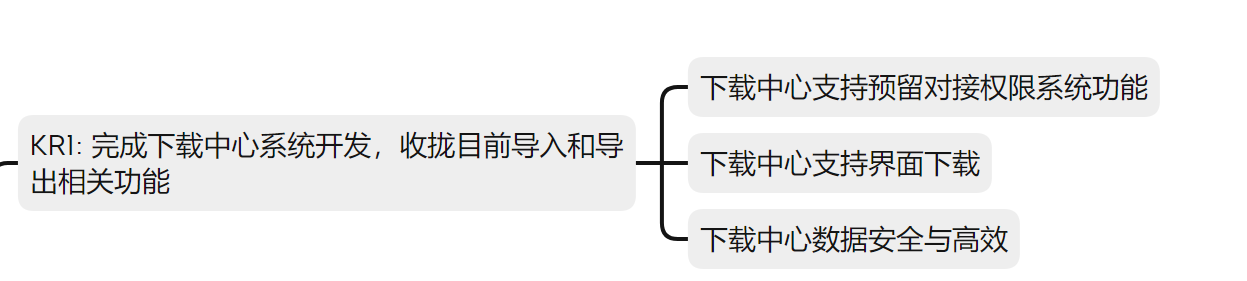 KR1: 完成下载中心系统开发，收拢目前导入和导
出相关功能
下载中心支持预留对接权限系统功能
下载中心支持界面下载
下载中心数据安全与高效